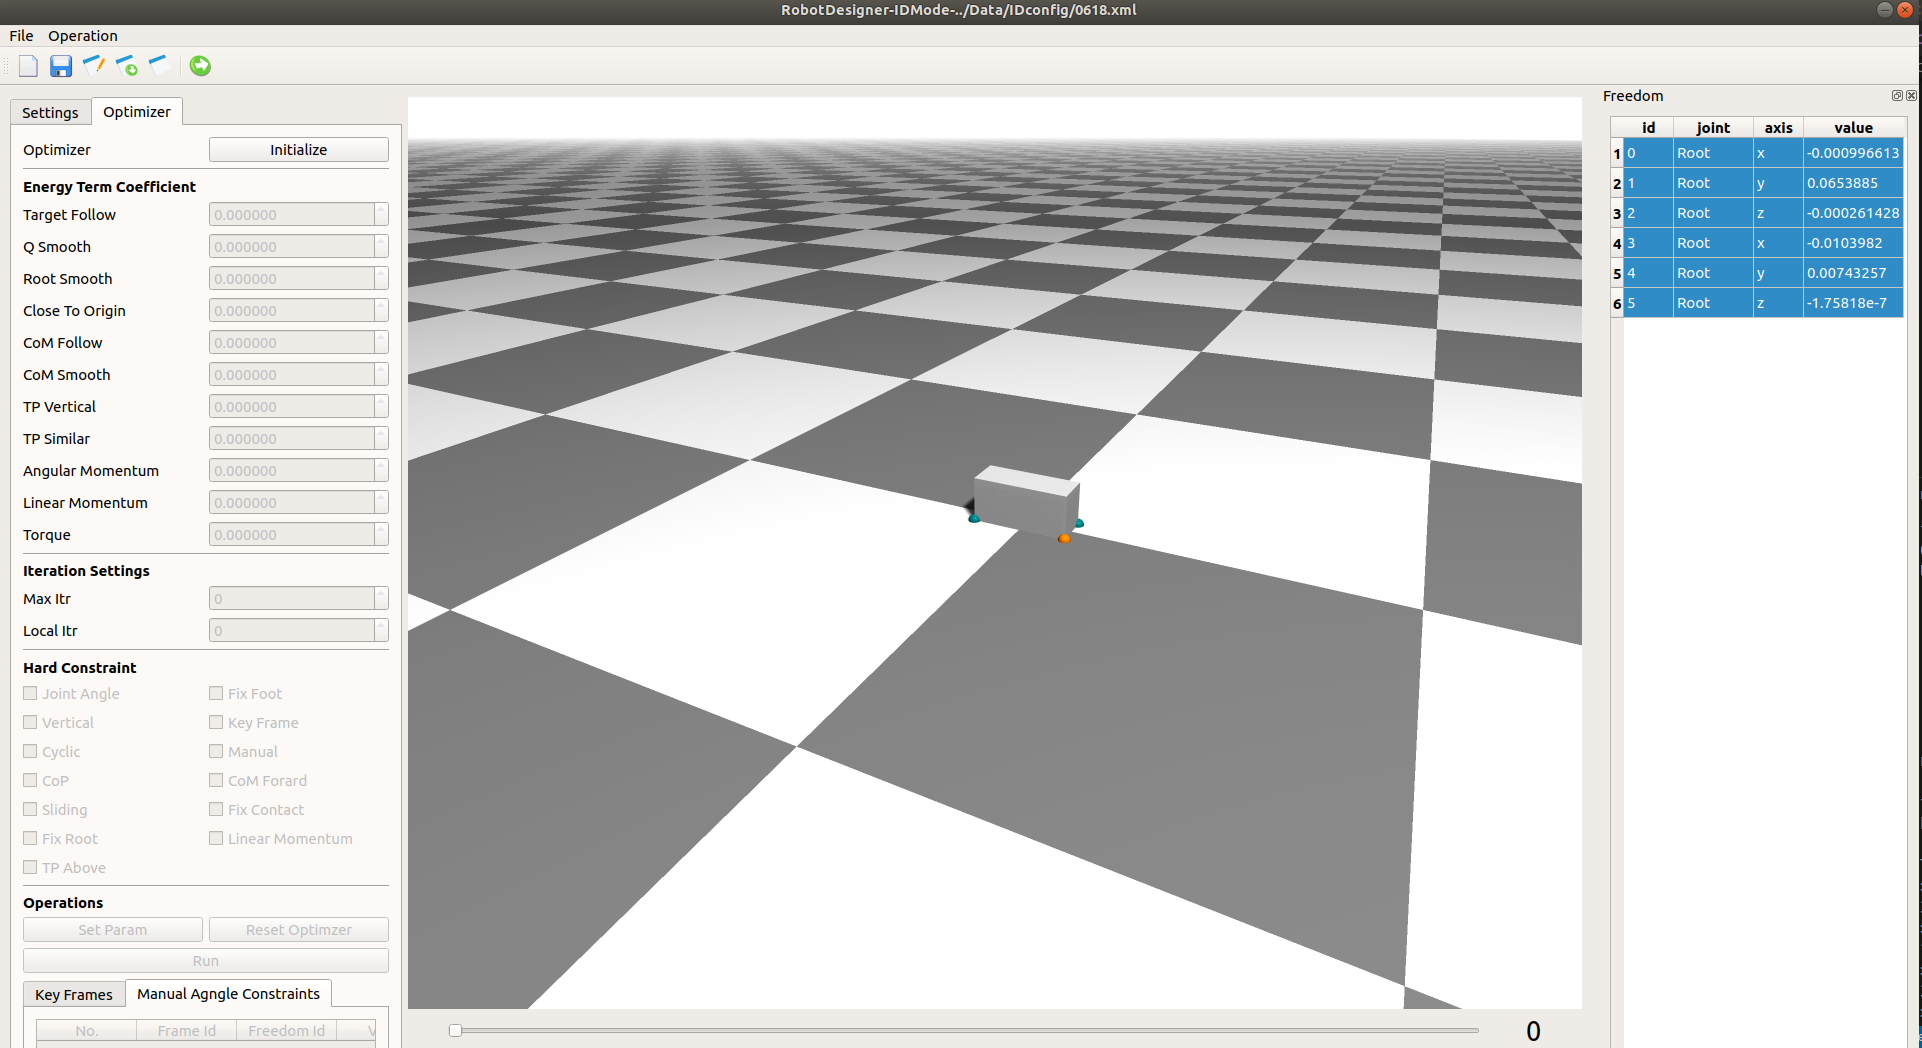 RobotDesigner-IDMode-../Data/IDconfig/0618.xml
File Operation
Settings Optimizer
Optimizer Initialize
Energy Term Coefficient
Target Follow 0.000000
Q Smooth 0.000000
Root Smooth 0.000000
Close To Origin 0.000000
CoM Follow 0.000000
CoM Smooth 0.000000
TP Vertical 0.000000
TP Similar 0.000000
Angular Momentum 0.000000
Linear Momentum 0.000000
Torque 0.000000
Iteration Settings
Max Itr 0
Local Itr 0
Hard Constraint
Joint Angle Fix Foot
Vertical Key Frame
Cyclic Manual
CoP CoM Forard
Sliding Fix Contact
Fix Root Linear Momentum
TP Above
Operations
Set Param Reset Optimzer
Run
Key Frames Manual Agngle Constraints
No. Frame Id Freedom Id V
0
Freedom
id joint axis value
1 0 Root x -0.000996613
2 1 Root y 0.0653885
3 2 Root z -0.000261428
4 3 Root x -0.0103982
5 4 Root y 0.00743257
6 5 Root z -1.75818e-7